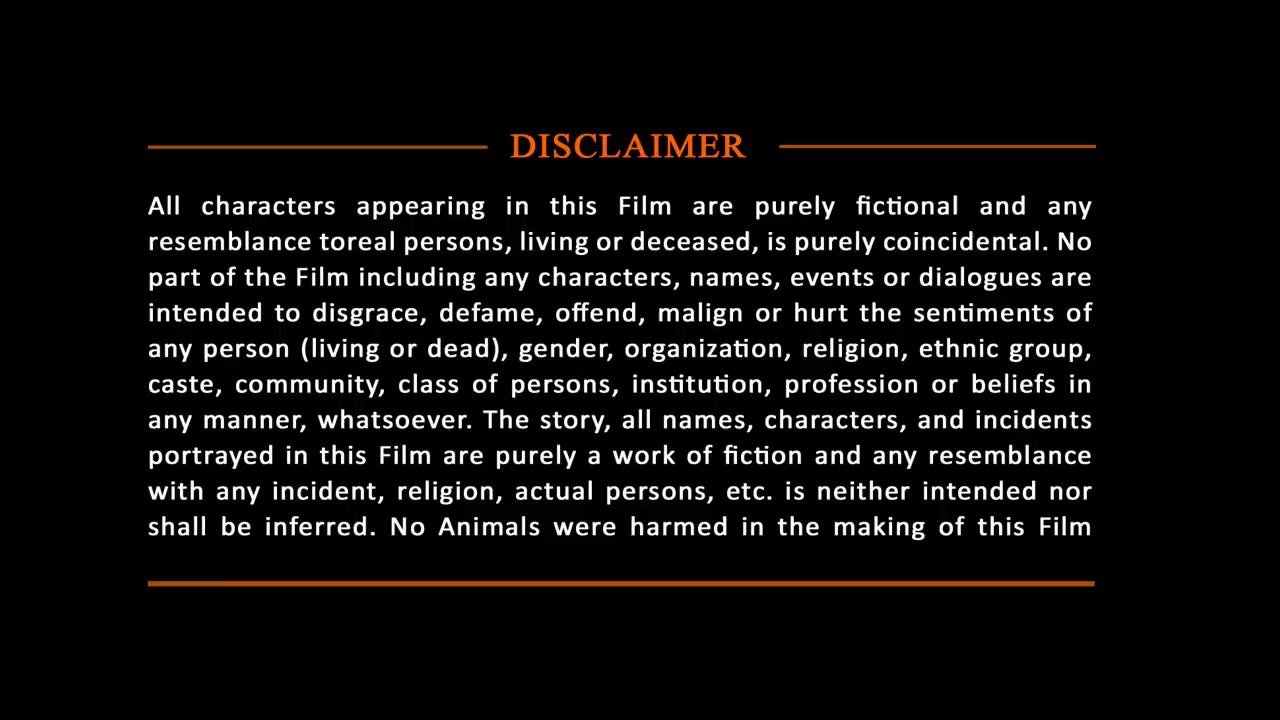 DISCLAIMER
All characters appearing in this Film are purely fictional and any
resemblance toreal persons, living or deceased, is purely coincidental. No
part of the Film including any characters, names, events or dialogues are
intended to disgrace, defame, offend, malign or hurt the sentiments of
any person (living or dead), gender, organization, religion, ethnic group,
caste, community, class of persons, institution, profession or beliefs in
any manner, whatsoever. The story, all names, characters, and incidents
portrayed in this Film are purely a work of fiction and any resemblance
with any incident, religion, actual persons, etc. is neither intended nor
shall be inferred. No Animals were harmed in the making of this Film